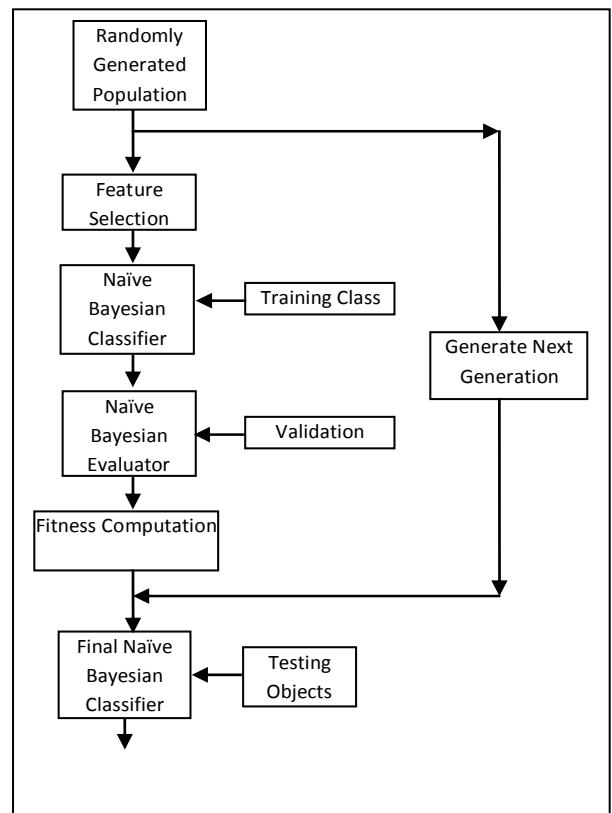 Randomly
Generated
Population
Feature
Selection
Naïve
Bayesian
Classifier
Training Class
Generate Next
Generation
Naïve
Bayesian
Evaluator
Validation
Fitness Computation
Final Naïve
Bayesian
Classifier
Testing
Objects